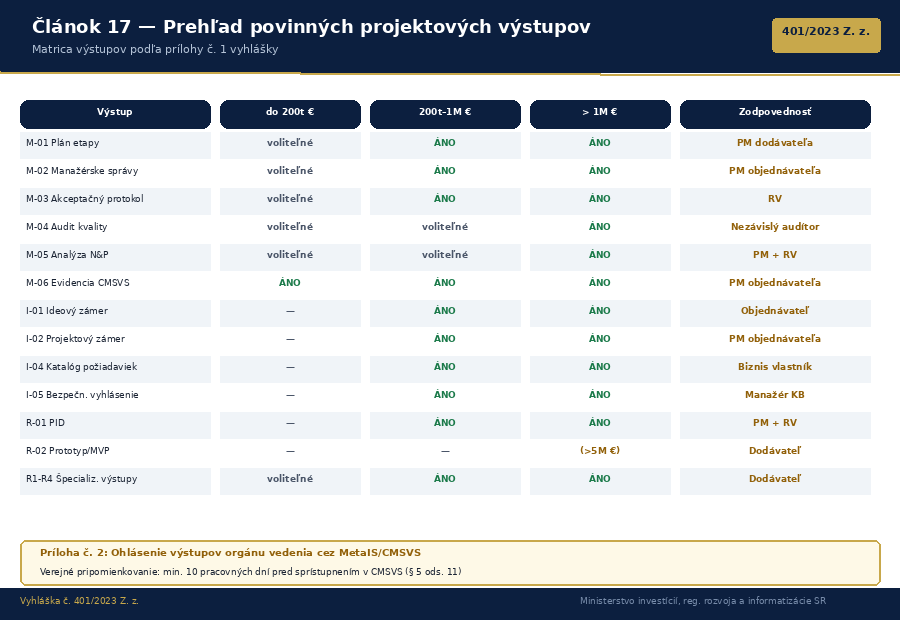 Článok 17 — Prehľad povinných projektových výstupov
Matrica výstupov podľa prílohy č. 1 vyhlášky
401/2023 Z. z.
Výstup do 200t € 200t-1M € > 1M € Zodpovednosť
M-01 Plán etapy voliteľné ÁNO ÁNO PM dodávateľa
M-02 Manažérske správy voliteľné ÁNO ÁNO PM objednávateľa
M-03 Akceptačný protokol voliteľné ÁNO ÁNO RV
M-04 Audit kvality voliteľné voliteľné ÁNO Nezávislý audítor
M-05 Analýza N&P voliteľné voliteľné ÁNO PM + RV
M-06 Evidencia CMSVS ÁNO ÁNO ÁNO PM objednávateľa
I-01 Ideový zámer — ÁNO ÁNO Objednávateľ
I-02 Projektový zámer — ÁNO ÁNO PM objednávateľa
I-04 Katalóg požiadaviek — ÁNO ÁNO Biznis vlastník
I-05 Bezpečn. vyhlásenie — ÁNO ÁNO Manažér KB
R-01 PID — ÁNO ÁNO PM + RV
R-02 Prototyp/MVP — — (>5M €) Dodávateľ
R1-R4 Špecializ. výstupy voliteľné ÁNO ÁNO Dodávateľ
Príloha č. 2: Ohlásenie výstupov orgánu vedenia cez MetaIS/CMSVS
Verejné pripomienkovanie: min. 10 pracovných dní pred sprístupnením v CMSVS (§ 5 ods. 11)
Vyhláška č. 401/2023 Z. z.
Ministerstvo investícií, reg. rozvoja a informatizácie SR